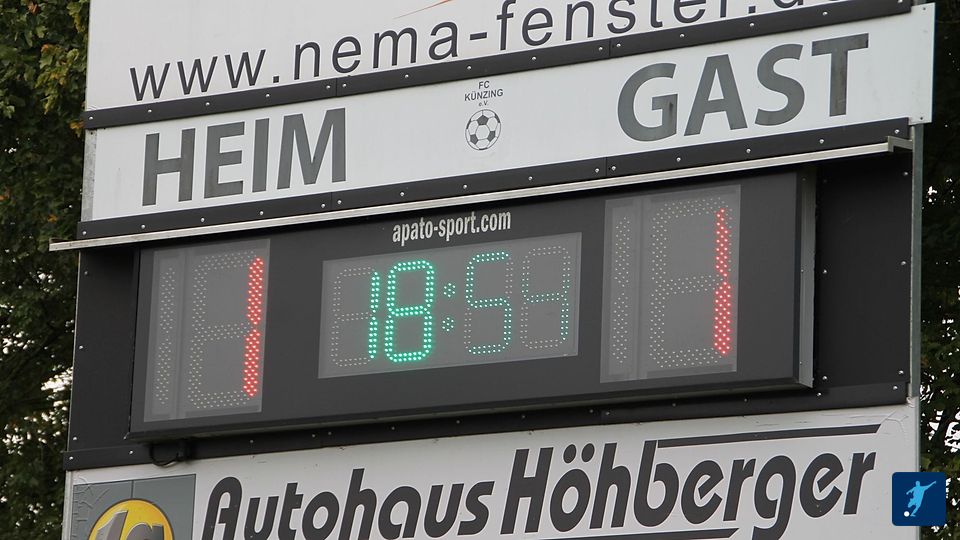 www.nema-fenster.de
HEIM
FC
KÜNZING
e.V.
GAST
apato-sport.com
1
18:54
1
Autohaus Höhberger